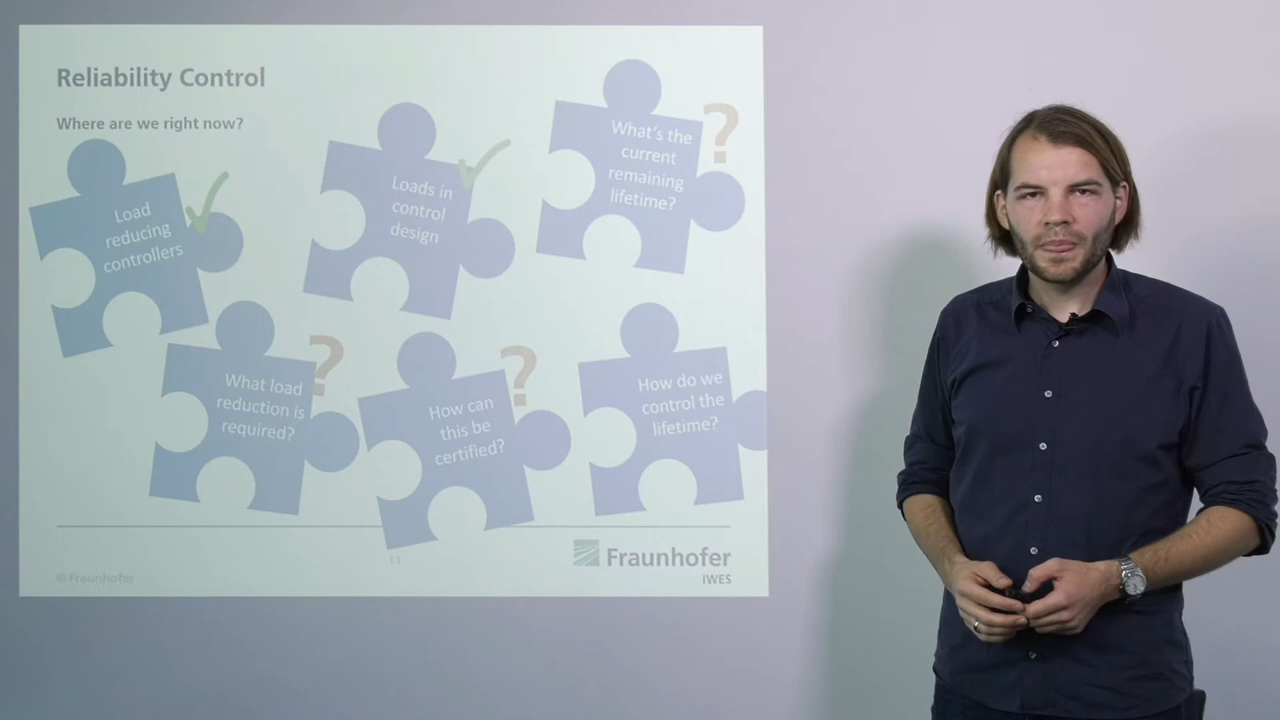 Reliability Control
Where are we right now?
Load
reducing
controllers
Loads in
control
design
What's the
current
remaining
lifetime?
?
What load
reduction is
required?
?
How can
this be
certified?
?
How do we
control the
lifetime?
11
© Fraunhofer
Fraunhofer
IWES